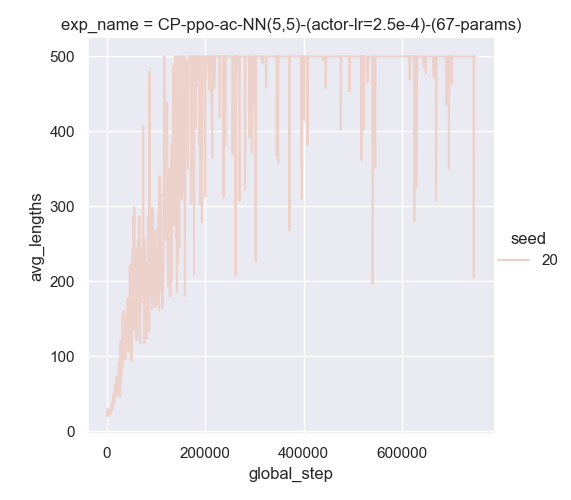 exp_name = CP-ppo-ac-NN(5,5)-(actor-lr=2.5e-4)-(67-params)
500
400
300
200
100
0
avg_lengths
0 200000 400000 600000
global_step
seed
20